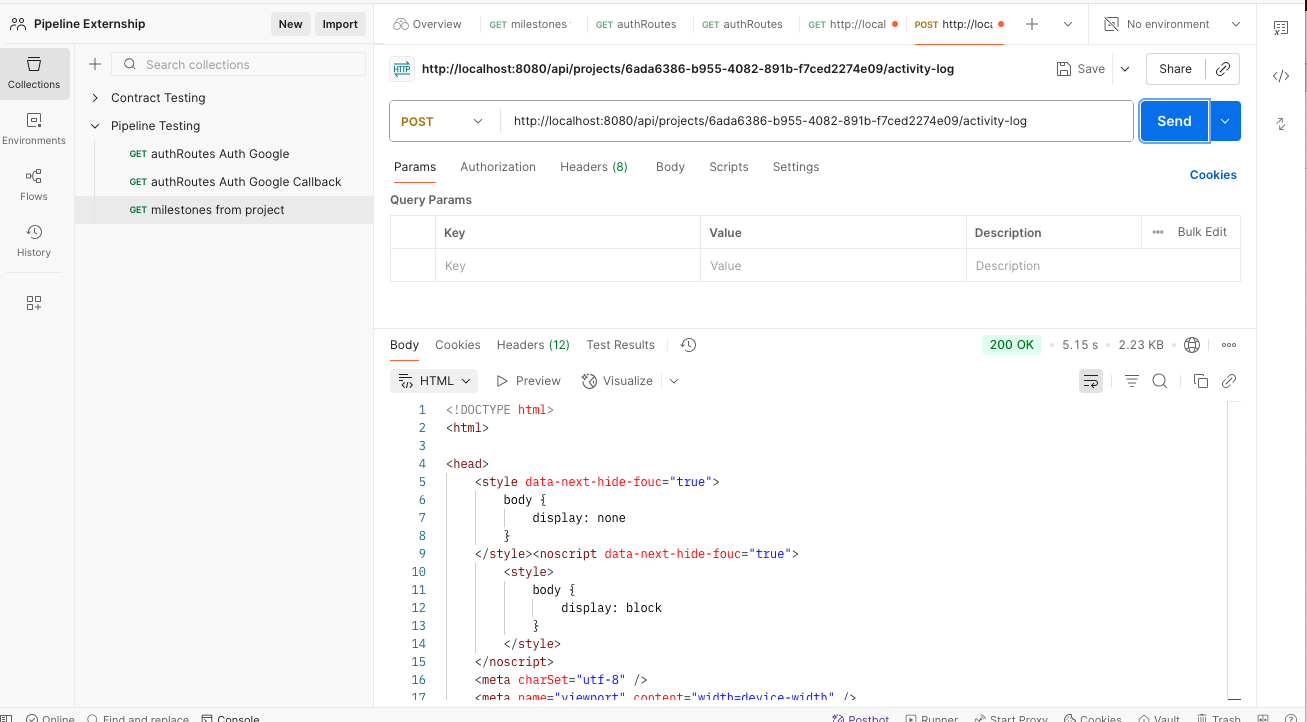 Pipeline Externship
New
Import
Overview
GET milestones
GET authRoutes
GET authRoutes
GET http://local
POST http://loca
No environment
Collections
Environments
Flows
History
Search collections
Contract Testing
Pipeline Testing
GET authRoutes Auth Google
GET authRoutes Auth Google Callback
GET milestones from project
HTTP http://localhost:8080/api/projects/6ada6386-b955-4082-891b-f7ced2274e09/activity-log
Save
Share
POST http://localhost:8080/api/projects/6ada6386-b955-4082-891b-f7ced2274e09/activity-log
Send
Params Authorization Headers (8) Body Scripts Settings
Cookies
Query Params
Key Value Description ••• Bulk Edit
Key Value Description
Body Cookies Headers (12) Test Results
200 OK • 5.15 s • 2.23 KB
HTML Preview Visualize
1 <!DOCTYPE html>
2 <html>
3
4 <head>
5 <style data-next-hide-fouc="true">
6 body {
7 display: none
8 }
9 </style><noscript data-next-hide-fouc="true">
10 <style>
11 body {
12 display: block
13 }
14 </style>
15 </noscript>
16 <meta charSet="utf-8" />
17 <meta name="viewport" content="width=device-width" />
Online Find and replace Console
Postbot Runner Start Proxy Cookies Vault Trash